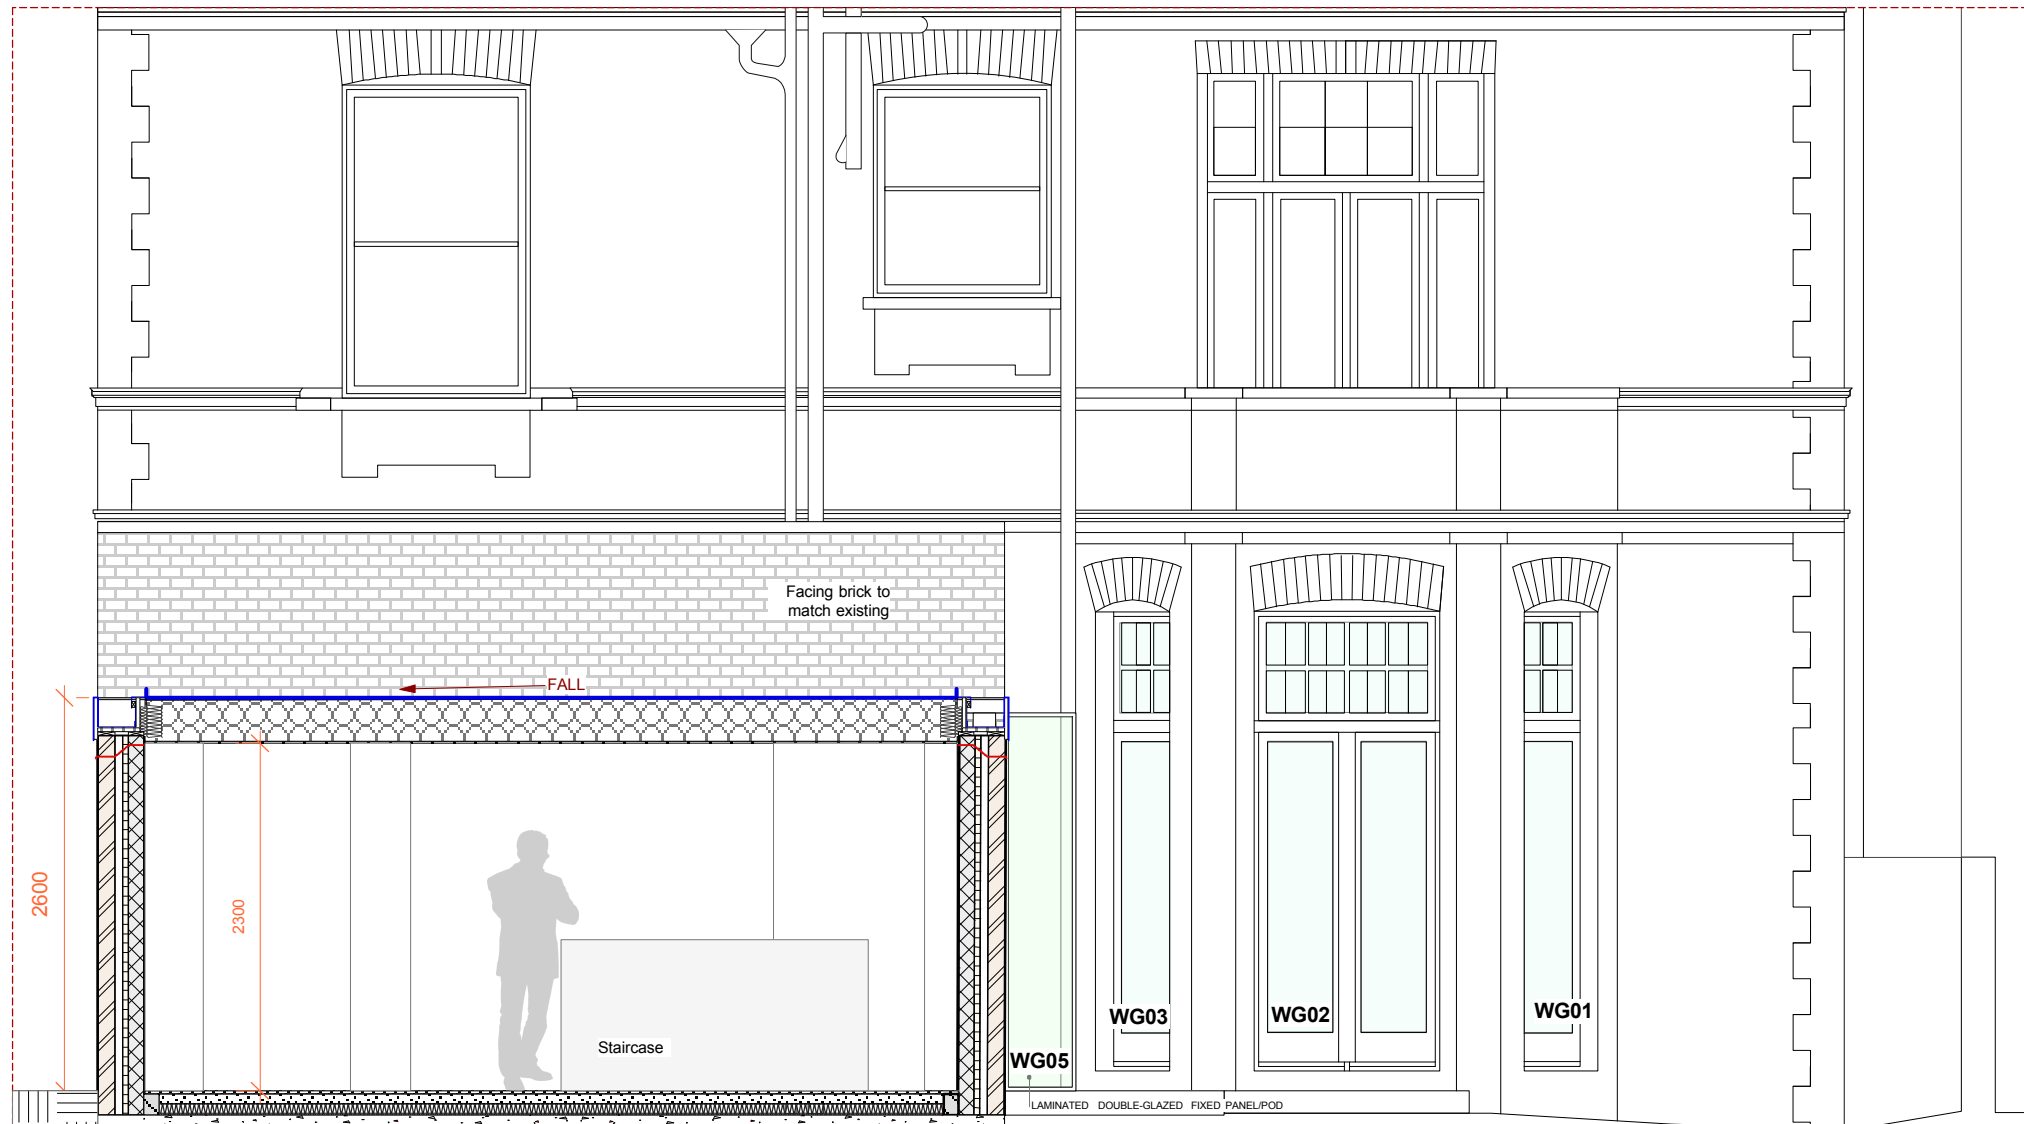 Facing brick to
match existing
FALL
2600
2300
Staircase
WG03
WG02
WG01
WG05
LAMINATED DOUBLE-GLAZED FIXED PANEL/POD